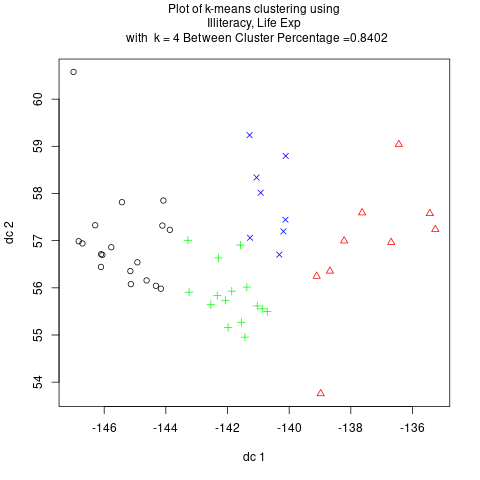 Plot of k-means clustering using
Illiteracy, Life Exp
with k = 4 Between Cluster Percentage =0.8402
60
59
58
57
56
55
54
dc 2
-146
-144
-142
-140
-138
-136
dc 1